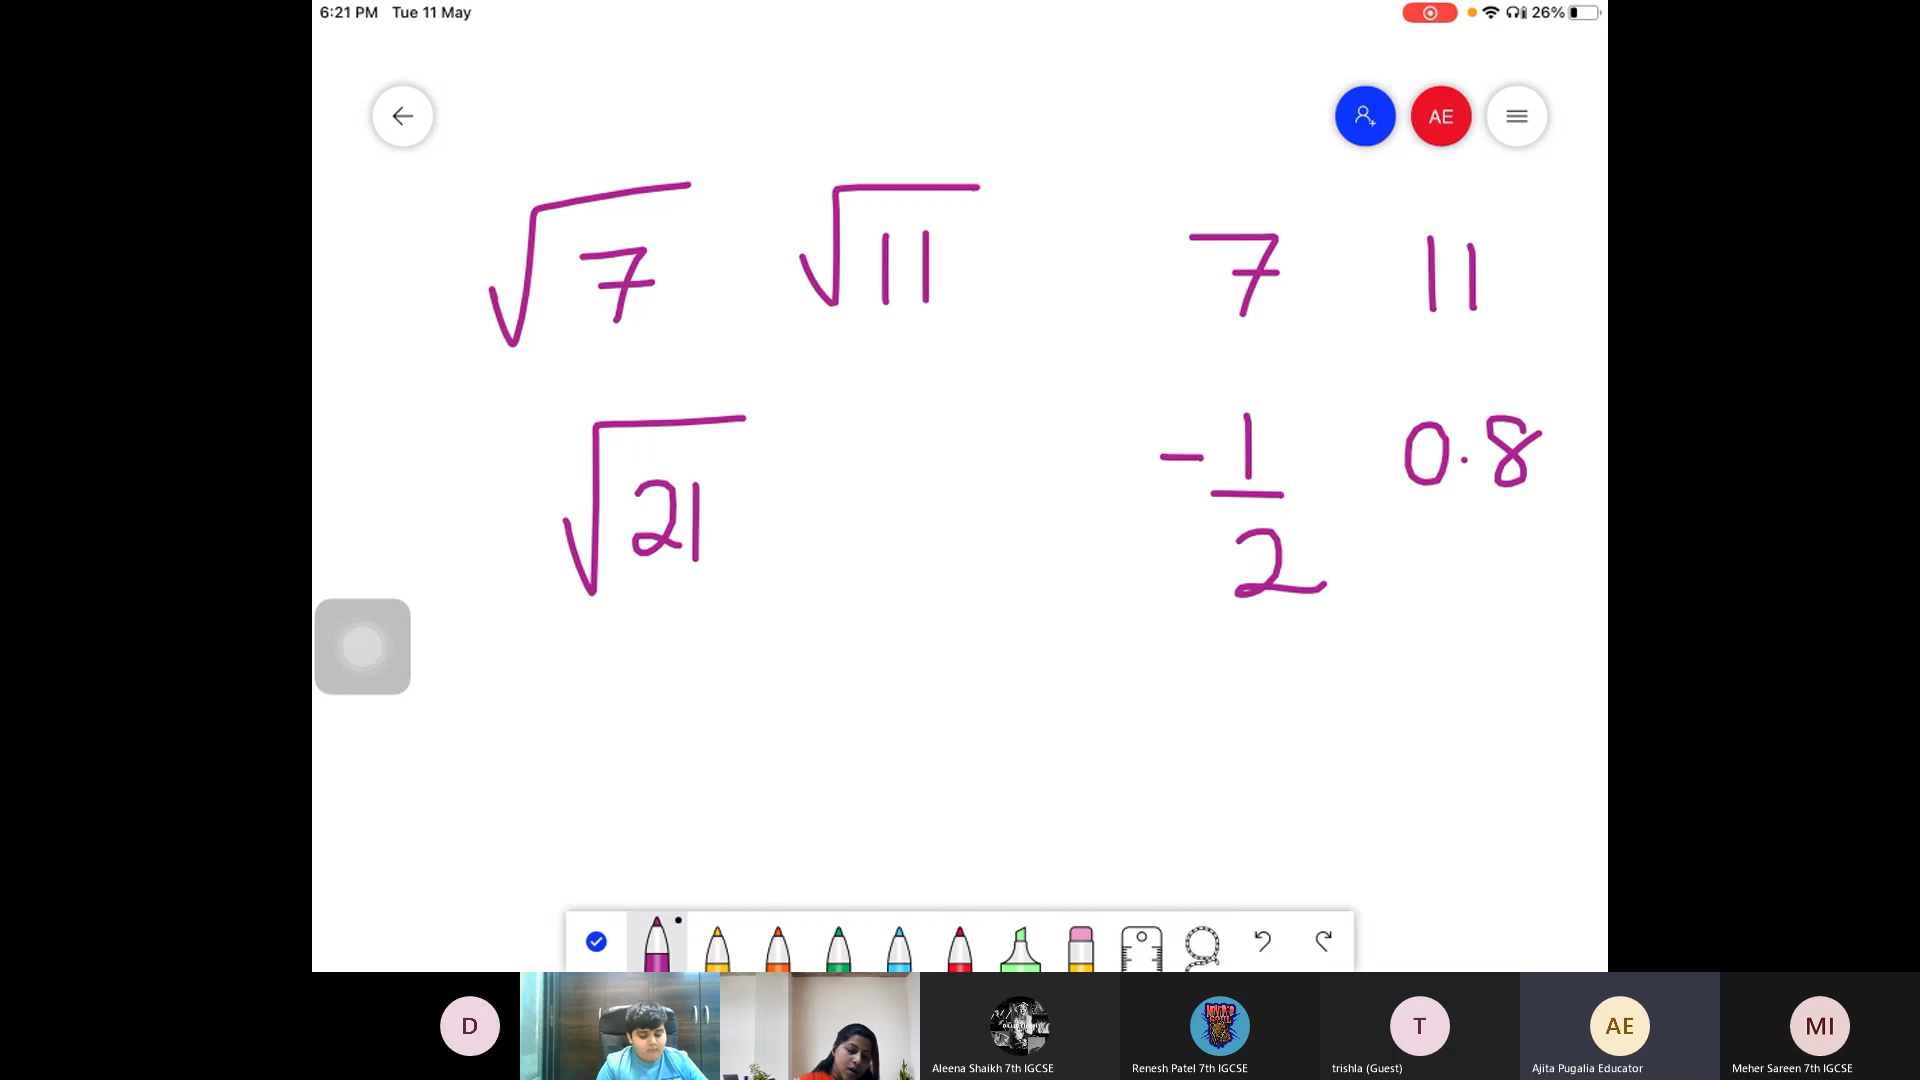 6:21 PM Tue 11 May
26%
AE
√7 √11 7 11
√21 -1/2 0.8
D
T
AE
MI
Aleena Shaikh 7th IGCSE
Renesh Patel 7th IGCSE
trishla (Guest)
Ajita Pugalia Educator
Meher Sareen 7th IGCSE